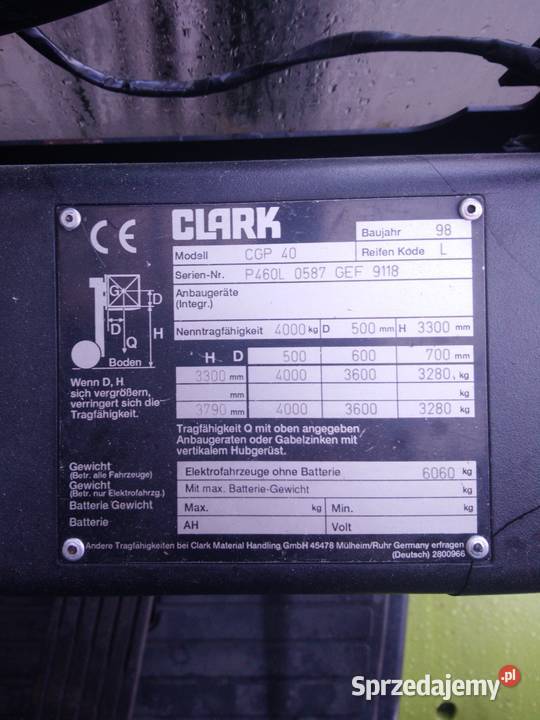 CE
CLARK
Baujahr 98
Modell CGP 40 Reifen Kode L
Serien-Nr. P460L 0587 GEF 9118
Anbaugeräte
(Integr.)
Nenntragfähigkeit 4000 kg D 500 mm H 3300 mm
H D 500 600 700 mm
3300 mm 4000 3600 3280 kg
mm kg
3790 mm 4000 3600 3280 kg
G D
D H
Q
Boden
Wenn D, H
sich vergrößern,
verringert sich die
Tragfähigkeit.
Tragfähigkeit Q mit oben angegeben
Anbaugeraten oder Gabelzinken mit
vertikalem Hubgerüst.
Gewicht
(Betr. alle Fahrzeuge)
Elektrofahrzeuge ohne Batterie 6060 kg
Gewicht
(Betr. nur Elektrofahrzg.)
Mit max. Batterie-Gewicht kg
Batterie Gewicht Max. kg Min. kg
Batterie AH Volt
Andere Tragfähigkeiten bei Clark Material Handling GmbH 45478 Mülheim/Ruhr Germany erfragen
(Deutsch) 2800966
Sprzedajemy.pl